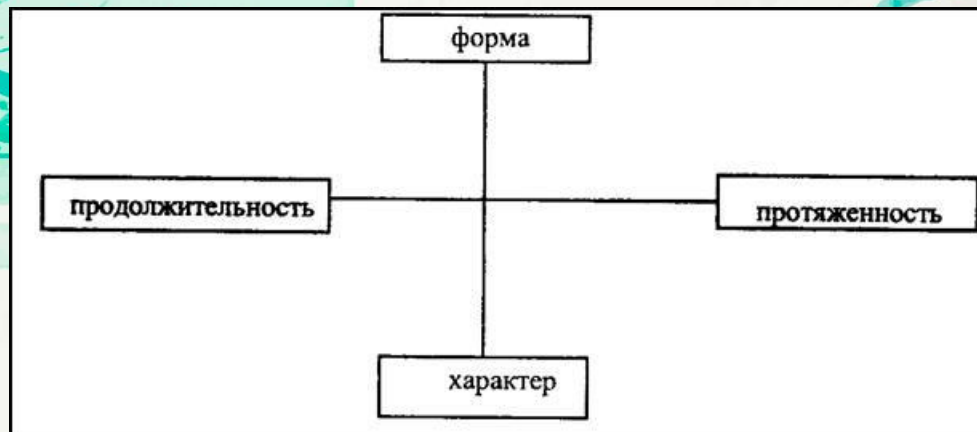 форма
продолжительность
протяженность
характер